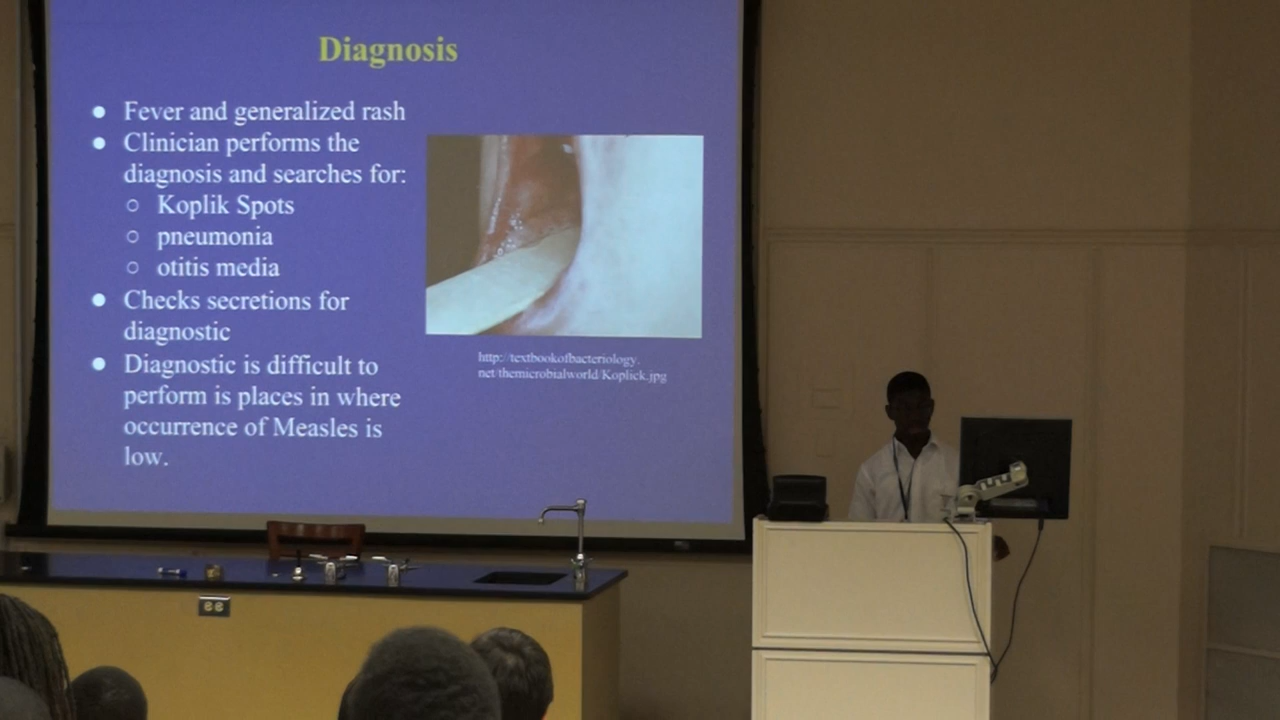 Diagnosis
● Fever and generalized rash
● Clinician performs the
diagnosis and searches for:
○ Koplik Spots
○ pneumonia
○ otitis media
● Checks secretions for
diagnostic
● Diagnostic is difficult to
perform is places in where
occurrence of Measles is
low.
http://textbookofbacteriology.
net/themicrobialworld/Koplick.jpg